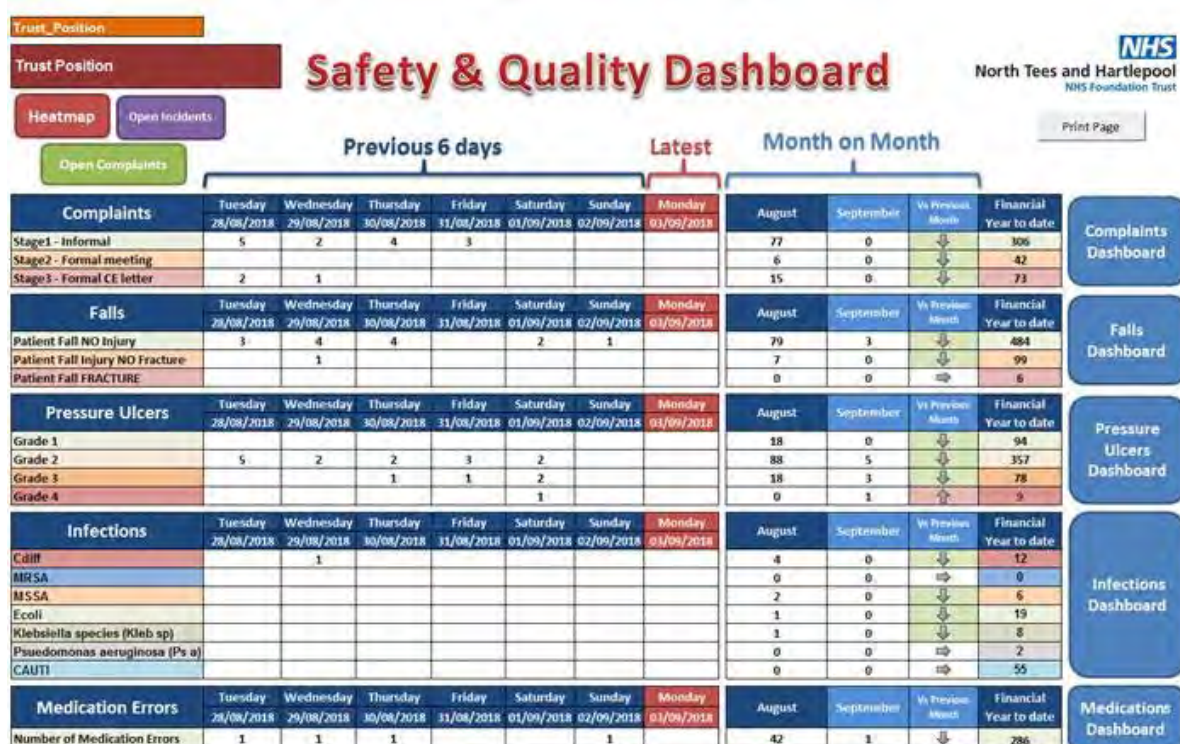 Trust_Position
Trust Position
Safety & Quality Dashboard
NHS
North Tees and Hartlepool
NHS Foundation Trust
Heatmap
Open Incidents
Print Page
Open Complaints
Previous 6 days
Latest
Month on Month
Complaints Tuesday Wednesday Thursday Friday Saturday Sunday Monday August September Vs Previous Month Financial Year to date
28/08/2018 29/08/2018 30/08/2018 31/08/2018 01/09/2018 02/09/2018 03/09/2018
Stage1 - Informal 5 2 4 3 77 0 306
Stage2 - Formal meeting 6 0 42
Stage3 - Formal CE letter 2 1 15 0 73
Complaints Dashboard
Falls Tuesday Wednesday Thursday Friday Saturday Sunday Monday August September Vs Previous Month Financial Year to date
28/08/2018 29/08/2018 30/08/2018 31/08/2018 01/09/2018 02/09/2018 03/09/2018
Patient Fall NO Injury 3 4 4 2 1 79 3 484
Patient Fall Injury NO Fracture 1 7 0 99
Patient Fall FRACTURE 0 0 6
Falls Dashboard
Pressure Ulcers Tuesday Wednesday Thursday Friday Saturday Sunday Monday August September Vs Previous Month Financial Year to date
28/08/2018 29/08/2018 30/08/2018 31/08/2018 01/09/2018 02/09/2018 03/09/2018
Grade 1 18 0 94
Grade 2 5 2 2 3 2 88 5 357
Grade 3 1 1 2 18 3 78
Grade 4 1 0 1 9
Pressure Ulcers Dashboard
Infections Tuesday Wednesday Thursday Friday Saturday Sunday Monday August September Vs Previous Month Financial Year to date
28/08/2018 29/08/2018 30/08/2018 31/08/2018 01/09/2018 02/09/2018 03/09/2018
Cdiff 1 4 0 12
MRSA 0 0 0
MSSA 2 0 6
Ecoli 1 0 19
Klebsiella species (Kleb sp) 1 0 8
Psuedomonas aeruginosa (Ps a) 0 0 2
CAUTI 0 0 55
Infections Dashboard
Medication Errors Tuesday Wednesday Thursday Friday Saturday Sunday Monday August September Vs Previous Month Financial Year to date
28/08/2018 29/08/2018 30/08/2018 31/08/2018 01/09/2018 02/09/2018 03/09/2018
Number of Medication Errors 1 1 1 1 42 1 286
Medications Dashboard